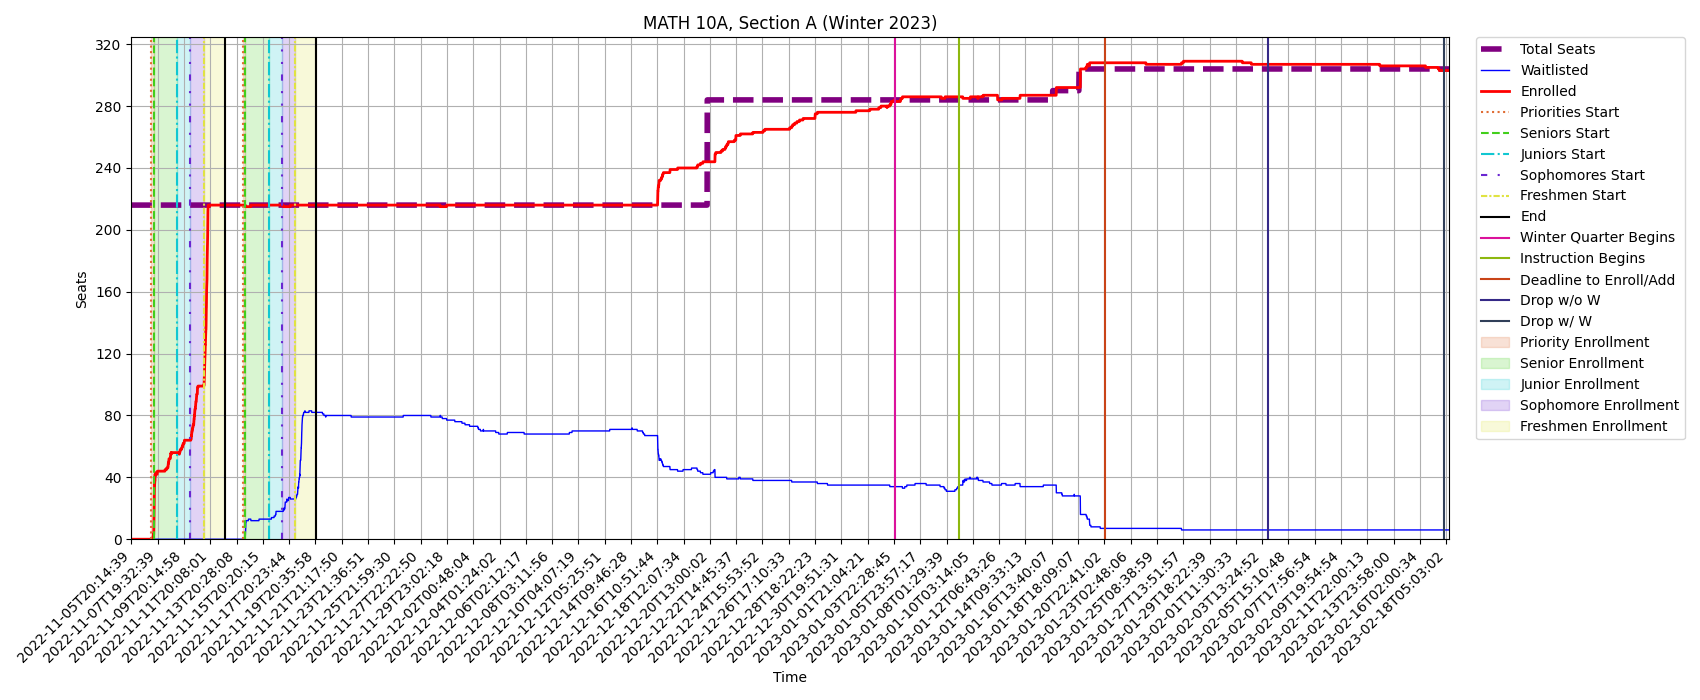 MATH 10A, Section A (Winter 2023)
Seats
320
280
240
200
160
120
80
40
0
2022-11-05T20:14:39
2022-11-07T19:32:39
2022-11-09T20:14:58
2022-11-11T20:08:01
2022-11-13T20:28:08
2022-11-15T20:20:15
2022-11-17T20:23:44
2022-11-19T20:35:58
2022-11-21T21:17:50
2022-11-23T21:36:51
2022-11-25T21:59:30
2022-11-27T22:22:50
2022-11-29T23:02:18
2022-12-02T00:48:04
2022-12-04T01:24:02
2022-12-06T02:12:17
2022-12-08T03:11:56
2022-12-10T04:07:19
2022-12-12T05:25:51
2022-12-14T09:46:28
2022-12-16T10:51:44
2022-12-18T12:07:34
2022-12-20T13:00:02
2022-12-22T14:45:37
2022-12-24T15:53:52
2022-12-26T17:10:33
2022-12-28T18:22:23
2022-12-30T19:51:31
2023-01-01T21:04:21
2023-01-03T22:28:45
2023-01-05T23:57:17
2023-01-08T01:29:39
2023-01-10T03:14:05
2023-01-12T06:43:26
2023-01-14T09:33:13
2023-01-16T13:40:07
2023-01-18T18:09:07
2023-01-20T22:41:02
2023-01-23T02:48:06
2023-01-25T08:38:59
2023-01-27T13:51:57
2023-01-29T18:22:39
2023-02-01T11:30:33
2023-02-03T13:24:52
2023-02-05T15:10:48
2023-02-07T17:56:54
2023-02-09T19:54:54
2023-02-11T22:00:13
2023-02-13T23:58:00
2023-02-16T02:00:34
2023-02-18T05:03:02
Time
Total Seats
Waitlisted
Enrolled
Priorities Start
Seniors Start
Juniors Start
Sophomores Start
Freshmen Start
End
Winter Quarter Begins
Instruction Begins
Deadline to Enroll/Add
Drop w/o W
Drop w/ W
Priority Enrollment
Senior Enrollment
Junior Enrollment
Sophomore Enrollment
Freshmen Enrollment